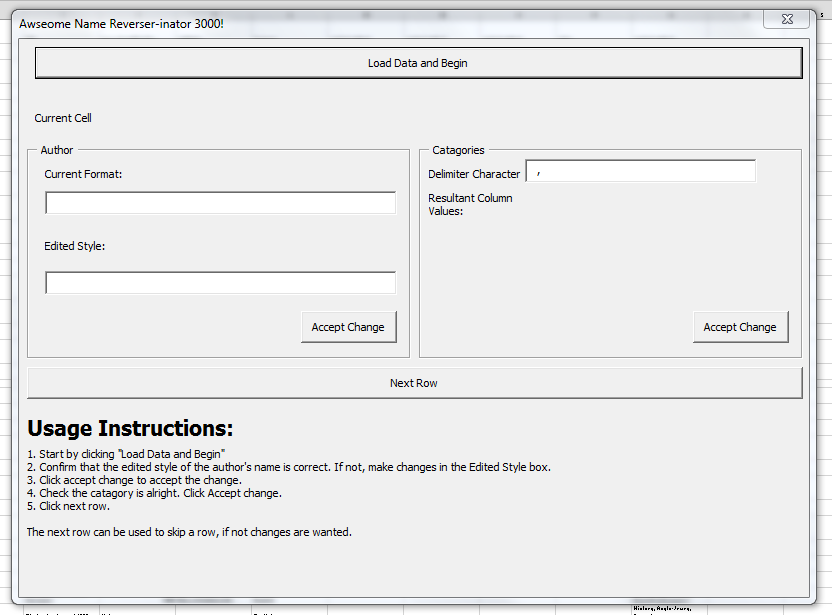 Awseome Name Reverser-inator 3000!
Load Data and Begin
Current Cell
Author
Current Format:
Edited Style:
Accept Change
Catagories
Delimiter Character
,
Resultant Column
Values:
Accept Change
Next Row
Usage Instructions:
1. Start by clicking "Load Data and Begin"
2. Confirm that the edited style of the author's name is correct. If not, make changes in the Edited Style box.
3. Click accept change to accept the change.
4. Check the catagory is alright. Click Accept change.
5. Click next row.
The next row can be used to skip a row, if not changes are wanted.